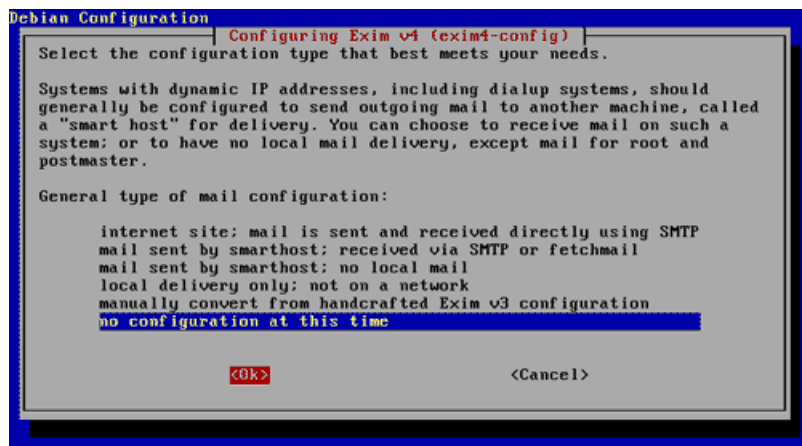 Debian Configuration
Configuring Exim v4 (exim4-config)
Select the configuration type that best meets your needs.
Systems with dynamic IP addresses, including dialup systems, should
generally be configured to send outgoing mail to another machine, called
a "smart host" for delivery. You can choose to receive mail on such a
system; or to have no local mail delivery, except mail for root and
postmaster.
General type of mail configuration:
internet site; mail is sent and received directly using SMTP
mail sent by smarthost; received via SMTP or fetchmail
mail sent by smarthost; no local mail
local delivery only; not on a network
manually convert from handcrafted Exim v3 configuration
no configuration at this time
<Ok> <Cancel>